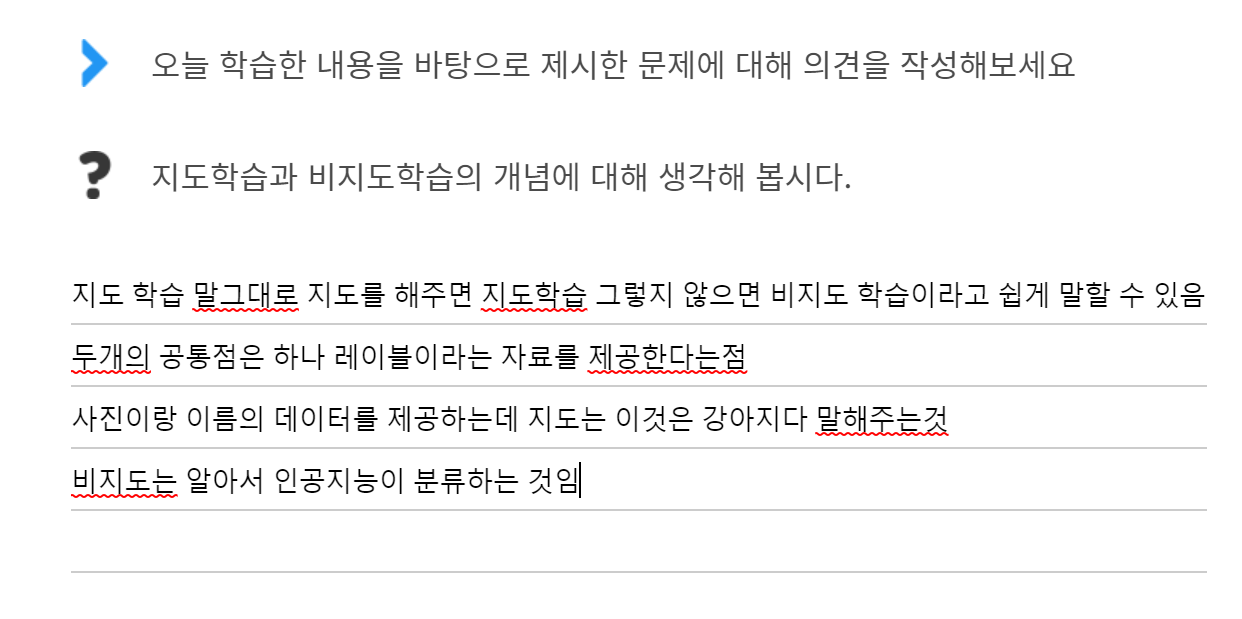 오늘 학습한 내용을 바탕으로 제시한 문제에 대해 의견을 작성해보세요
? 지도학습과 비지도학습의 개념에 대해 생각해 봅시다.
지도 학습 말그대로 지도를 해주면 지도학습 그렇지 않으면 비지도 학습이라고 쉽게 말할 수 있음
두개의 공통점은 하나 레이블이라는 자료를 제공한다는점
사진이랑 이름의 데이터를 제공하는데 지도는 이것은 강아지다 말해주는것
비지도는 알아서 인공지능이 분류하는 것임